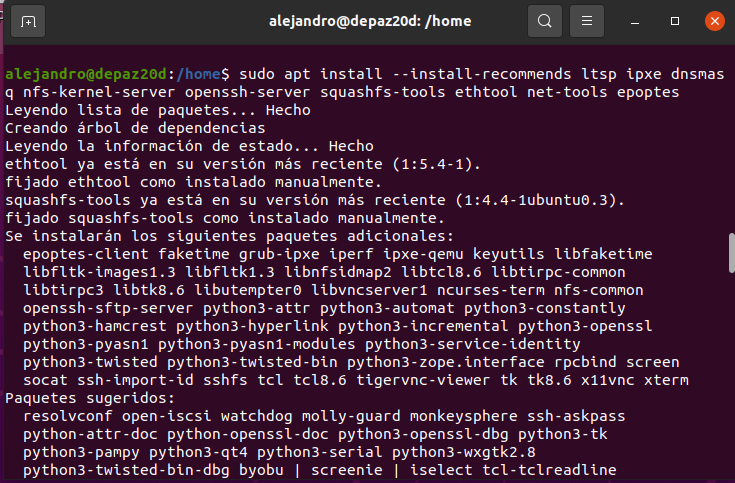 alejandro@depaz20d: /home
alejandro@depaz20d:/home$ sudo apt install --install-recommends ltsp ipxe dnsmas
q nfs-kernel-server openssh-server squashfs-tools ethtool net-tools epoptes
Leyendo lista de paquetes... Hecho
Creando árbol de dependencias
Leyendo la información de estado... Hecho
ethtool ya está en su versión más reciente (1:5.4-1).
fijado ethtool como instalado manualmente.
squashfs-tools ya está en su versión más reciente (1:4.4-1ubuntu0.3).
fijado squashfs-tools como instalado manualmente.
Se instalarán los siguientes paquetes adicionales:
  epoptes-client faketime grub-ipxe iperf ipxe-qemu keyutils libfaketime
  libfltk-images1.3 libfltk1.3 libnfsidmap2 libtcl8.6 libtirpc-common
  libtirpc3 libtk8.6 libutempter0 libvncserver1 ncurses-term nfs-common
  openssh-sftp-server python3-attr python3-automat python3-constantly
  python3-hamcrest python3-hyperlink python3-incremental python3-openssl
  python3-pyasn1 python3-pyasn1-modules python3-service-identity
  python3-twisted python3-twisted-bin python3-zope.interface rpcbind screen
  socat ssh-import-id sshfs tcl tcl8.6 tigervnc-viewer tk tk8.6 x11vnc xterm
Paquetes sugeridos:
  resolvconf open-iscsi watchdog molly-guard monkeysphere ssh-askpass
  python-attr-doc python-openssl-doc python3-openssl-dbg python3-tk
  python3-pampy python3-qt4 python3-serial python3-wxgtk2.8
  python3-twisted-bin-dbg byobu | screenie | iselect tcl-tclreadline